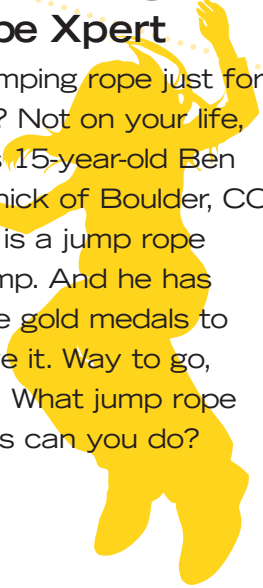 pe Xpert
mping rope just for
? Not on your life,
s 15-year-old Ben
nick of Boulder, CO
is a jump rope
mp. And he has
e gold medals to
e it. Way to go,
What jump rope
s can you do?